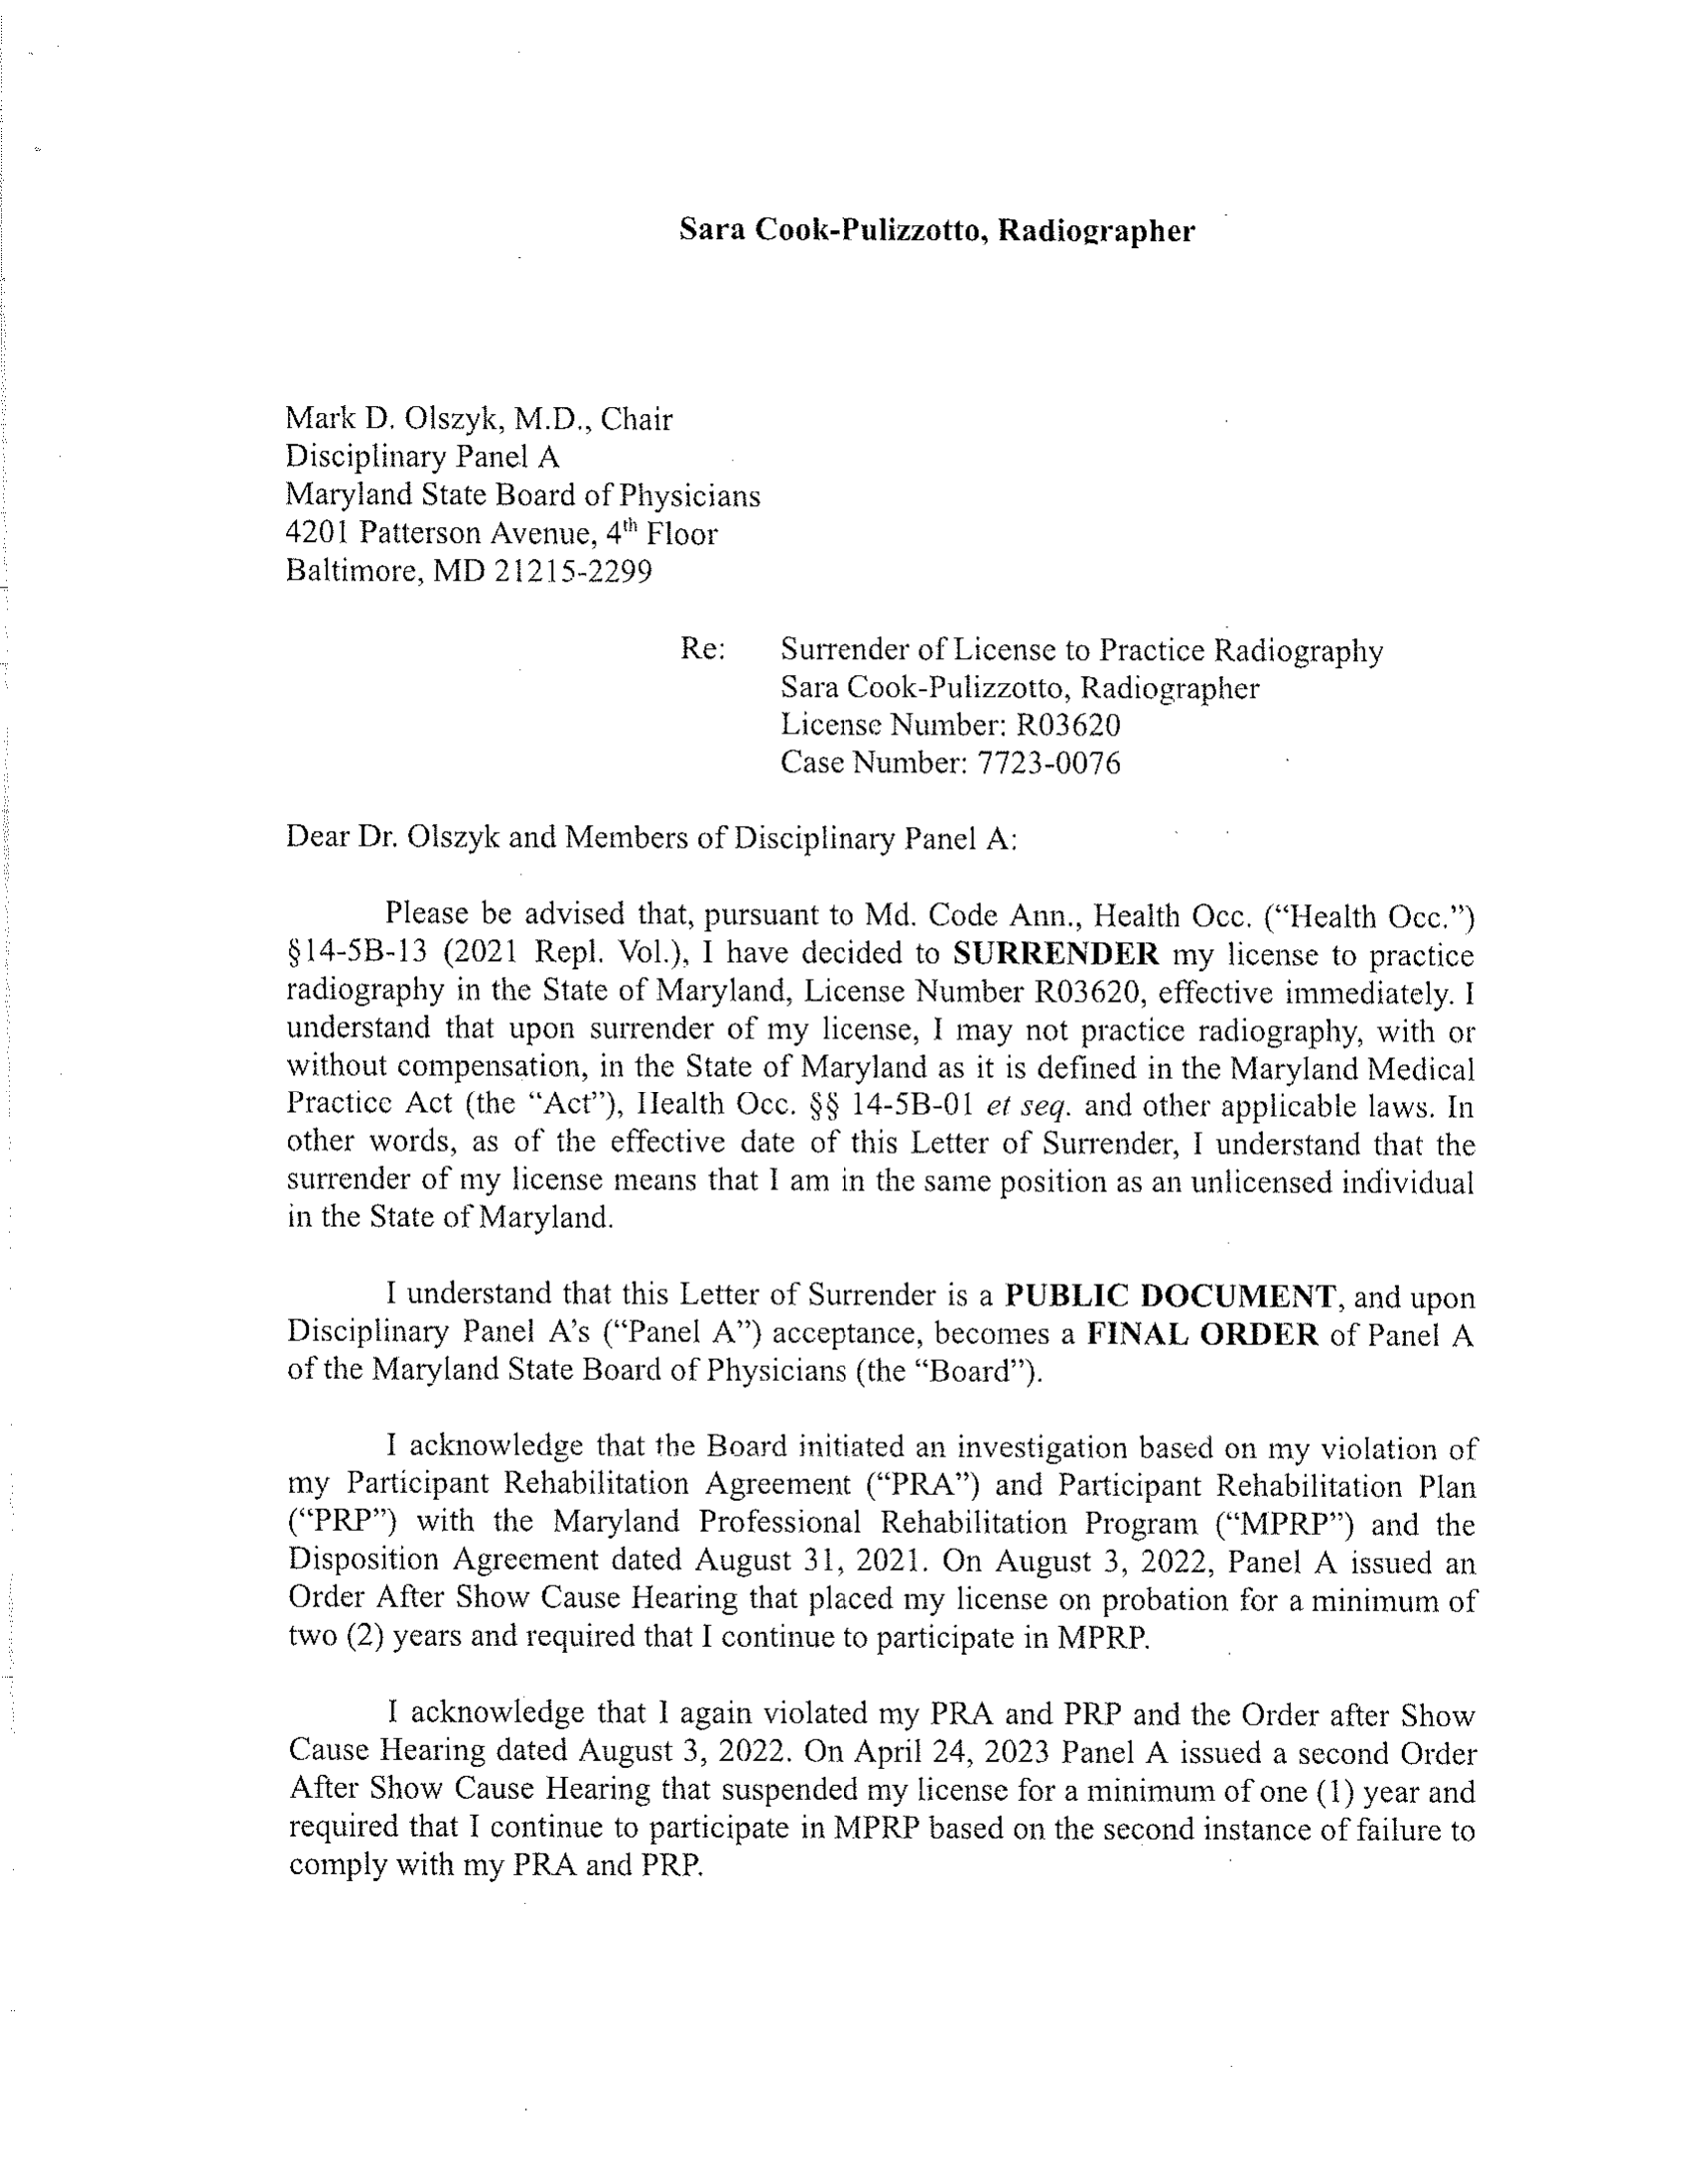 Sara Cook-Pulizzotto, Radiographer
Mark D. Olszyk, M.D., Chair
Disciplinary Panel A
Maryland State Board of Physicians
4201 Patterson Avenue, 4th Floor
Baltimore, MD 21215-2299
Re: Surrender of License to Practice Radiography
Sara Cook-Pulizzotto, Radiographer
License Number: R03620
Case Number: 7723-0076
Dear Dr. Olszyk and Members of Disciplinary Panel A:
Please be advised that, pursuant to Md. Code Ann., Health Occ. (“Health Occ.”)
§14-5B-13 (2021 Repl. Vol.), I have decided to SURRENDER my license to practice
radiography in the State of Maryland, License Number R03620, effective immediately. I
understand that upon surrender of my license, I may not practice radiography, with or
without compensation, in the State of Maryland as it is defined in the Maryland Medical
Practice Act (the “Act”), Health Occ. §§ 14-5B-01 et seq. and other applicable laws. In
other words, as of the effective date of this Letter of Surrender, I understand that the
surrender of my license means that I am in the same position as an unlicensed individual
in the State of Maryland.
I understand that this Letter of Surrender is a PUBLIC DOCUMENT, and upon
Disciplinary Panel A’s (“Panel A”) acceptance, becomes a FINAL ORDER of Panel A
of the Maryland State Board of Physicians (the “Board”).
I acknowledge that the Board initiated an investigation based on my violation of
my Participant Rehabilitation Agreement (“PRA”) and Participant Rehabilitation Plan
(“PRP”) with the Maryland Professional Rehabilitation Program (“MPRP”) and the
Disposition Agreement dated August 31, 2021. On August 3, 2022, Panel A issued an
Order After Show Cause Hearing that placed my license on probation for a minimum of
two (2) years and required that I continue to participate in MPRP.
I acknowledge that I again violated my PRA and PRP and the Order after Show
Cause Hearing dated August 3, 2022. On April 24, 2023 Panel A issued a second Order
After Show Cause Hearing that suspended my license for a minimum of one (1) year and
required that I continue to participate in MPRP based on the second instance of failure to
comply with my PRA and PRP.